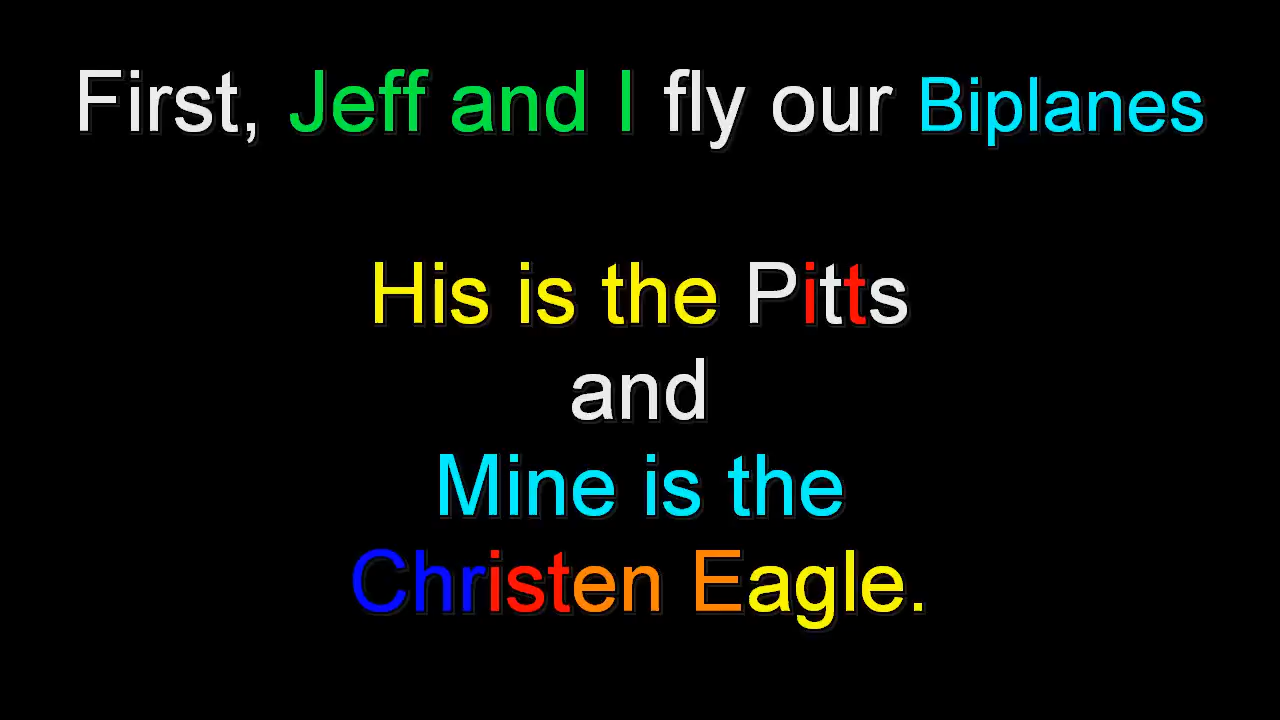 First, Jeff and I fly our Biplanes
His is the Pitts
and
Mine is the
Christen Eagle.